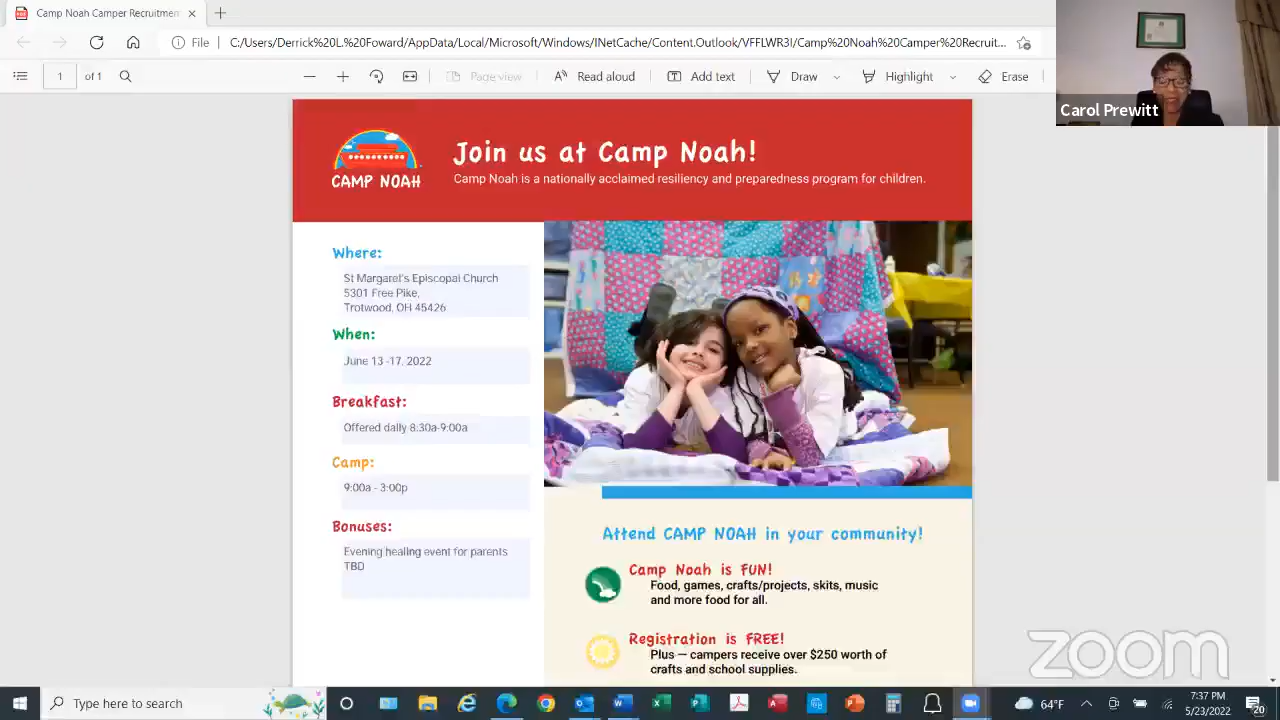 Camp Noah Camper Recruitmen
File
C:/Users/Derrick%20L.%20Foward/AppData/Local/Microsoft/Windows/INetCache/Content.Outlook/VFFLWR3I/Camp%20Noah%20Camper%20Recruit...
1 of 1
Page view
Read aloud
Add text
Draw
Highlight
Erase
Carol Prewitt
CAMP NOAH
Join us at Camp Noah!
Camp Noah is a nationally acclaimed resiliency and preparedness program for children.
Where:
St Margaret's Episcopal Church
5301 Free Pike,
Trotwood, OH 45426
When:
June 13 -17, 2022
Breakfast:
Offered daily 8:30a-9:00a
Camp:
9:00a - 3:00p
Bonuses:
Evening healing event for parents
TBD
Attend CAMP NOAH in your community!
Camp Noah is FUN!
Food, games, crafts/projects, skits, music
and more food for all.
Registration is FREE!
Plus — campers receive over $250 worth of
crafts and school supplies.
zoom
Type here to search
64°F
7:37 PM
5/23/2022
20